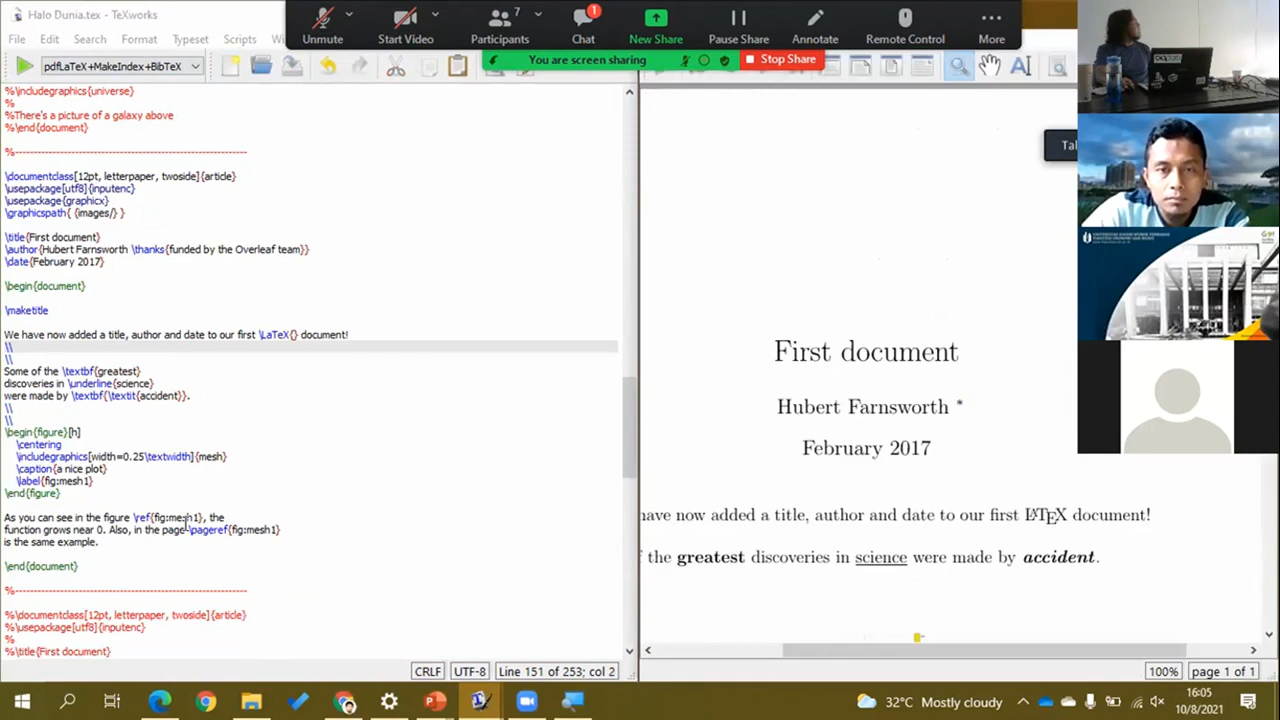 Halo Dunia.tex - TeXworks
File Edit Search Format Typeset Scripts
Unmute Start Video Participants 7 Chat 1 New Share Pause Share Annotate Remote Control More
You are screen sharing Stop Share
pdfLaTeX+MakeIndex+BibTeX
%\includegraphics{universe}
%
%There's a picture of a galaxy above
%\end{document}
%--------------------------------------------------------
\documentclass[12pt, letterpaper, twoside]{article}
\usepackage[utf8]{inputenc}
\usepackage{graphicx}
\graphicspath{ {images/} }
\title{First document}
\author{Hubert Farnsworth \thanks{funded by the Overleaf team}}
\date{February 2017}
\begin{document}
\maketitle
We have now added a title, author and date to our first \LaTeX{} document!
\\
\\
Some of the \textbf{greatest}
discoveries in \underline{science}
were made by \textbf{\textit{accident}}.
\\
\\
\begin{figure}[h]
\centering
\includegraphics[width=0.25\textwidth]{mesh}
\caption{a nice plot}
\label{fig:mesh1}
\end{figure}
As you can see in the figure \ref{fig:mesh1}, the
function grows near 0. Also, in the page \pageref{fig:mesh1}
is the same example.
\end{document}
%--------------------------------------------------------
%\documentclass[12pt, letterpaper, twoside]{article}
%\usepackage[utf8]{inputenc}
%
%\title{First document}
CRLF UTF-8 Line 151 of 253; col 2
Tal
First document
Hubert Farnsworth *
February 2017
have now added a title, author and date to our first LATEX document!
f the greatest discoveries in science were made by accident.
100% page 1 of 1
32°C Mostly cloudy
16:05
10/8/2021